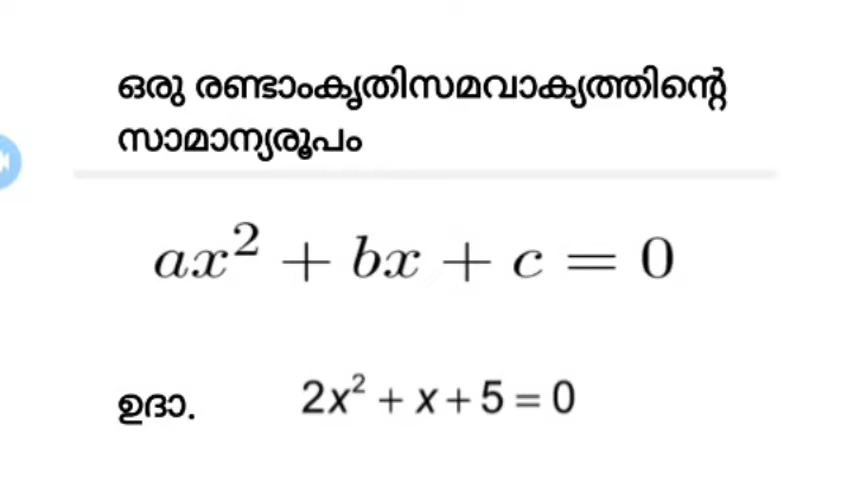 ഒരു രണ്ടാംകൃതിസമവാക്യത്തിന്റെ
സാമാന്യരൂപം
ax² + bx + c = 0
ഉദാ. 2x² + x + 5 = 0